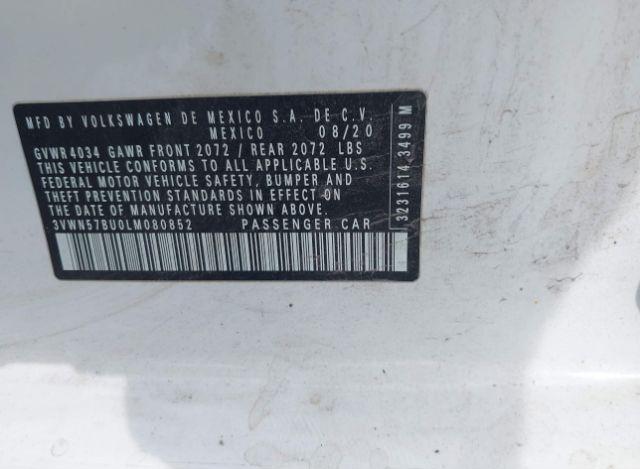 MFD BY VOLKSWAGEN DE MEXICO S.A. DE C.V.
MEXICO 08/20
GVWR 4034 GAWR FRONT 2072 / REAR 2072 LBS
THIS VEHICLE CONFORMS TO ALL APPLICABLE U.S.
FEDERAL MOTOR VEHICLE SAFETY, BUMPER AND
THEFT PREVENTION STANDARDS IN EFFECT ON
THE DATE OF MANUFACTURE SHOWN ABOVE.
3VWN57BU0LM080852 PASSENGER CAR
3231614 3499 M